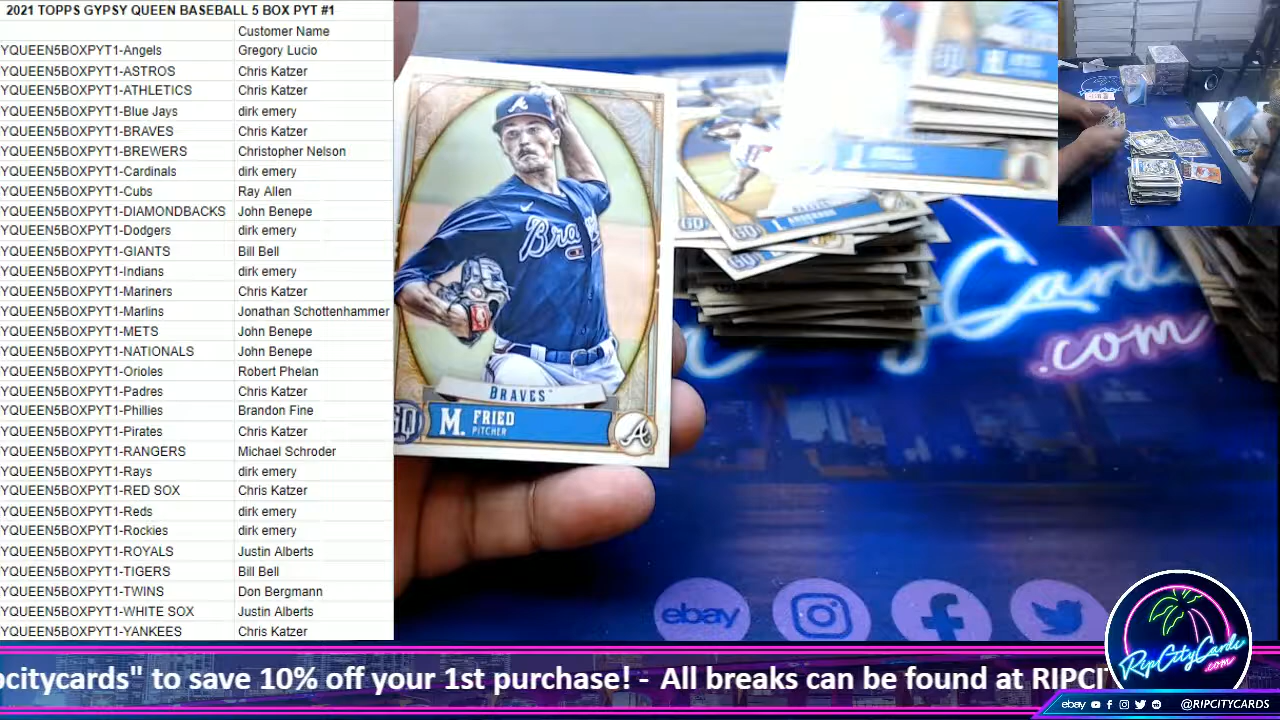 2021 TOPPS GYPSY QUEEN BASEBALL 5 BOX PYT #1
Customer Name
YQUEEN5BOXPYT1-Angels Gregory Lucio
YQUEEN5BOXPYT1-ASTROS Chris Katzer
YQUEEN5BOXPYT1-ATHLETICS Chris Katzer
YQUEEN5BOXPYT1-Blue Jays dirk emery
YQUEEN5BOXPYT1-BRAVES Chris Katzer
YQUEEN5BOXPYT1-BREWERS Christopher Nelson
YQUEEN5BOXPYT1-Cardinals dirk emery
YQUEEN5BOXPYT1-Cubs Ray Allen
YQUEEN5BOXPYT1-DIAMONDBACKS John Benepe
YQUEEN5BOXPYT1-Dodgers dirk emery
YQUEEN5BOXPYT1-GIANTS Bill Bell
YQUEEN5BOXPYT1-Indians dirk emery
YQUEEN5BOXPYT1-Mariners Chris Katzer
YQUEEN5BOXPYT1-Marlins Jonathan Schottenhammer
YQUEEN5BOXPYT1-METS John Benepe
YQUEEN5BOXPYT1-NATIONALS John Benepe
YQUEEN5BOXPYT1-Orioles Robert Phelan
YQUEEN5BOXPYT1-Padres Chris Katzer
YQUEEN5BOXPYT1-Phillies Brandon Fine
YQUEEN5BOXPYT1-Pirates Chris Katzer
YQUEEN5BOXPYT1-RANGERS Michael Schroder
YQUEEN5BOXPYT1-Rays dirk emery
YQUEEN5BOXPYT1-RED SOX Chris Katzer
YQUEEN5BOXPYT1-Reds dirk emery
YQUEEN5BOXPYT1-Rockies dirk emery
YQUEEN5BOXPYT1-ROYALS Justin Alberts
YQUEEN5BOXPYT1-TIGERS Bill Bell
YQUEEN5BOXPYT1-TWINS Don Bergmann
YQUEEN5BOXPYT1-WHITE SOX Justin Alberts
YQUEEN5BOXPYT1-YANKEES Chris Katzer
Bra
BRAVES
GQ M. FRIED
PITCHER
A
T. ANDERSON
Cards
.com
ebay
ocitycards" to save 10% off your 1st purchase! - All breaks can be found at RIPCI
RipCityCards
.com
ebay @RIPCITYCARDS